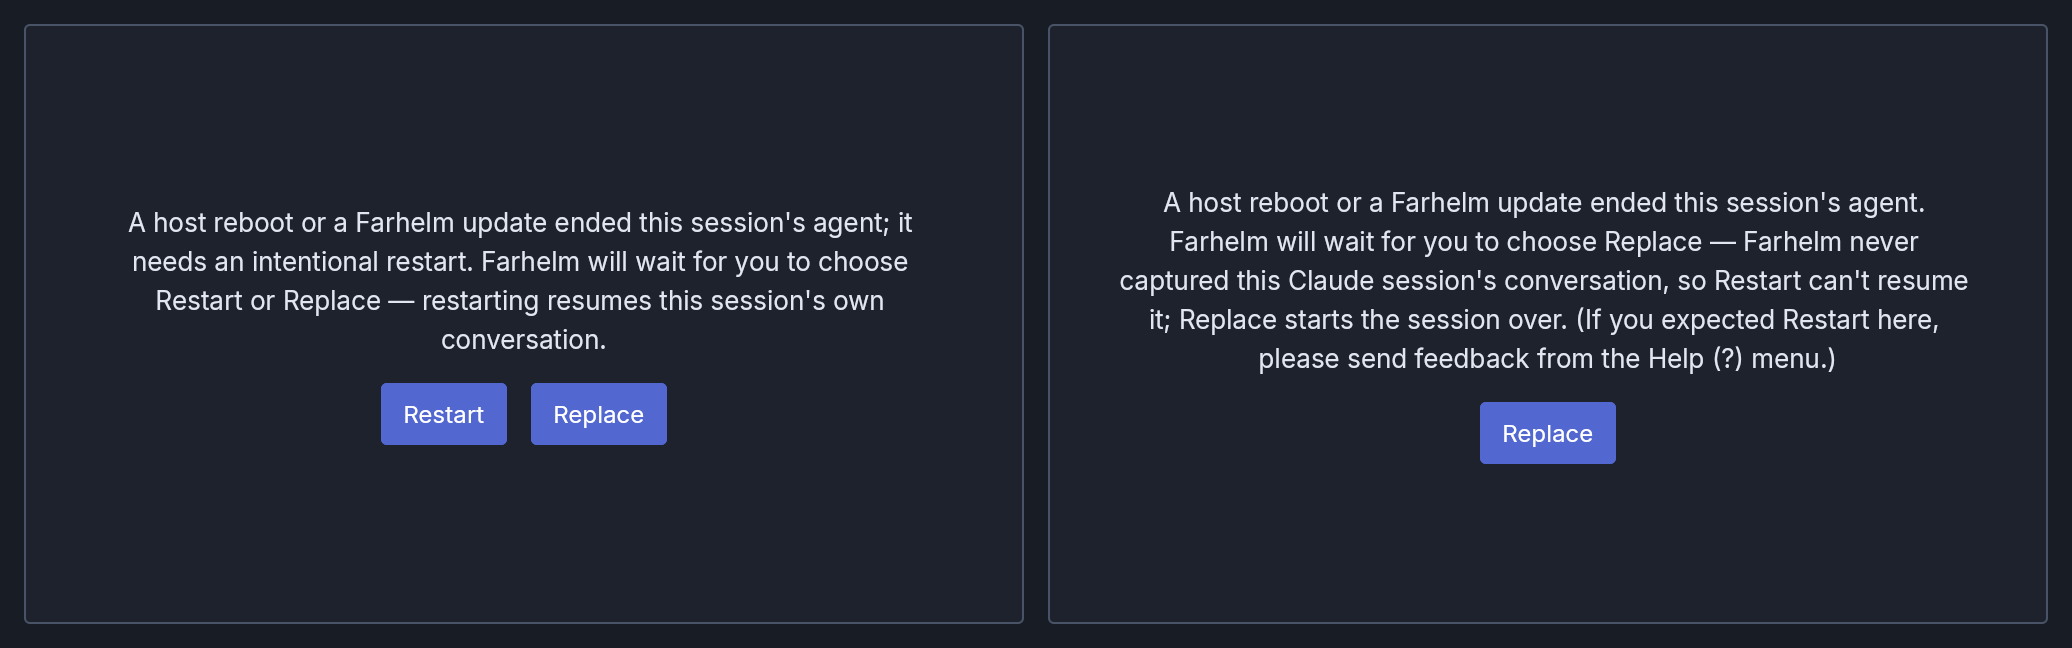 A host reboot or a Farhelm update ended this session's agent; it
needs an intentional restart. Farhelm will wait for you to choose
Restart or Replace — restarting resumes this session's own
conversation.
Restart
Replace
A host reboot or a Farhelm update ended this session's agent.
Farhelm will wait for you to choose Replace — Farhelm never
captured this Claude session's conversation, so Restart can't resume
it; Replace starts the session over. (If you expected Restart here,
please send feedback from the Help (?) menu.)
Replace